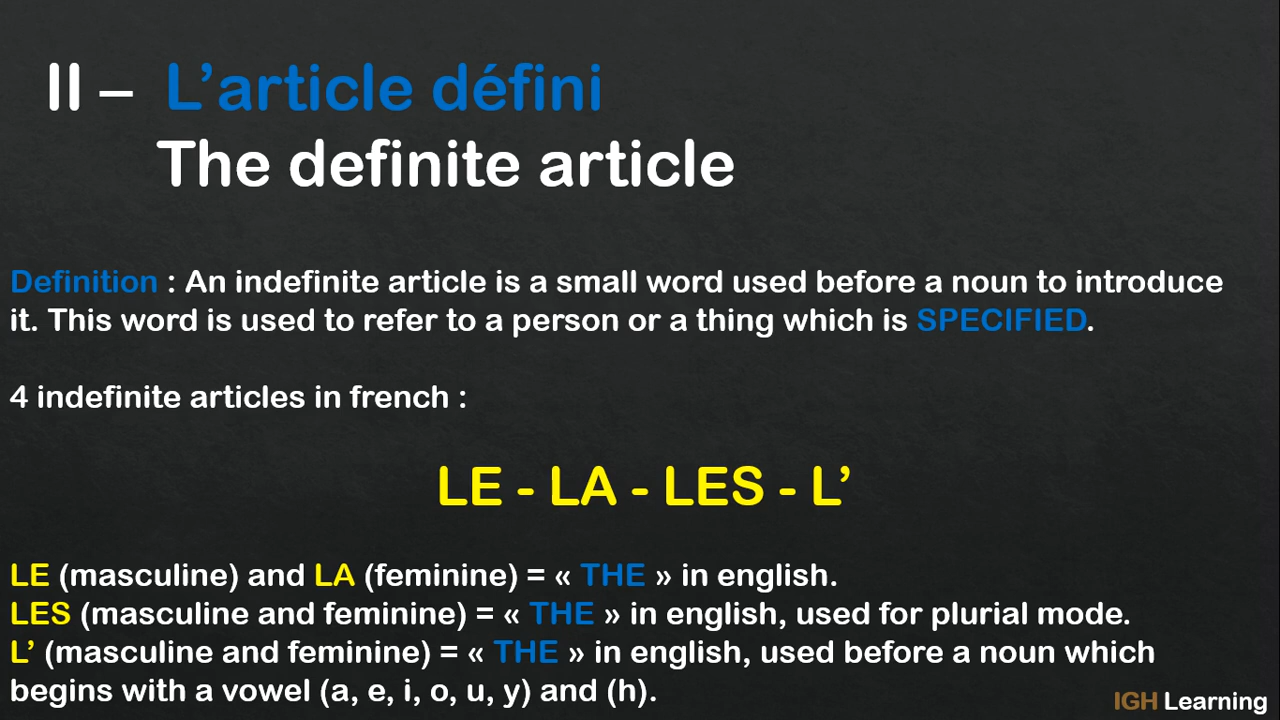 II – L’article défini
The definite article
Definition : An indefinite article is a small word used before a noun to introduce
it. This word is used to refer to a person or a thing which is SPECIFIED.
4 indefinite articles in french :
LE - LA - LES - L’
LE (masculine) and LA (feminine) = « THE » in english.
LES (masculine and feminine) = « THE » in english, used for plurial mode.
L’ (masculine and feminine) = « THE » in english, used before a noun which
begins with a vowel (a, e, i, o, u, y) and (h).
IGH Learning